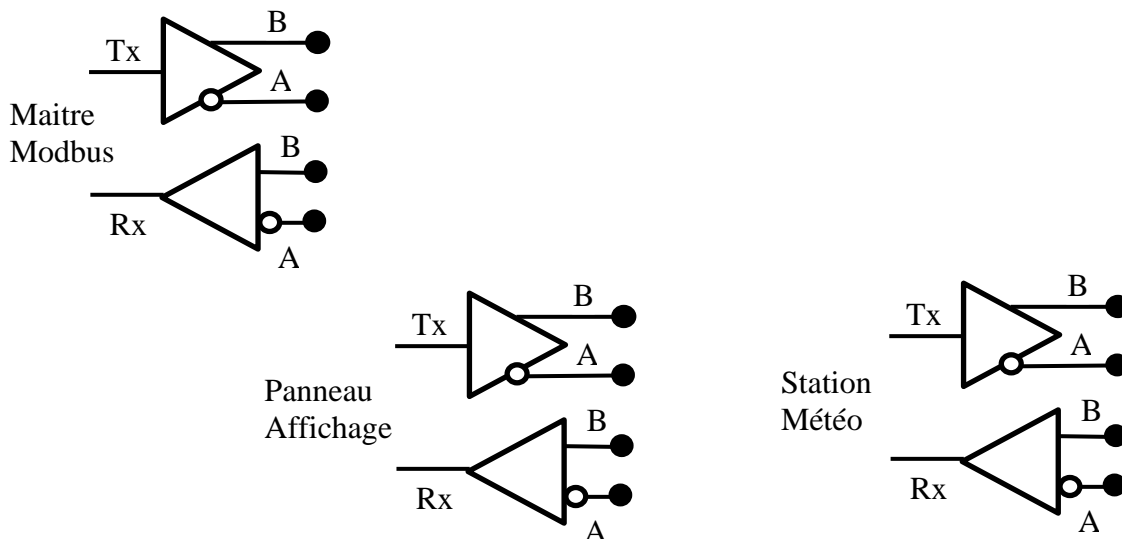 B
Tx
A
Maitre
Modbus
B
Rx
A
B
Tx
A
Panneau
Affichage
B
Rx
A
B
Tx
A
Station
Météo
B
Rx
A